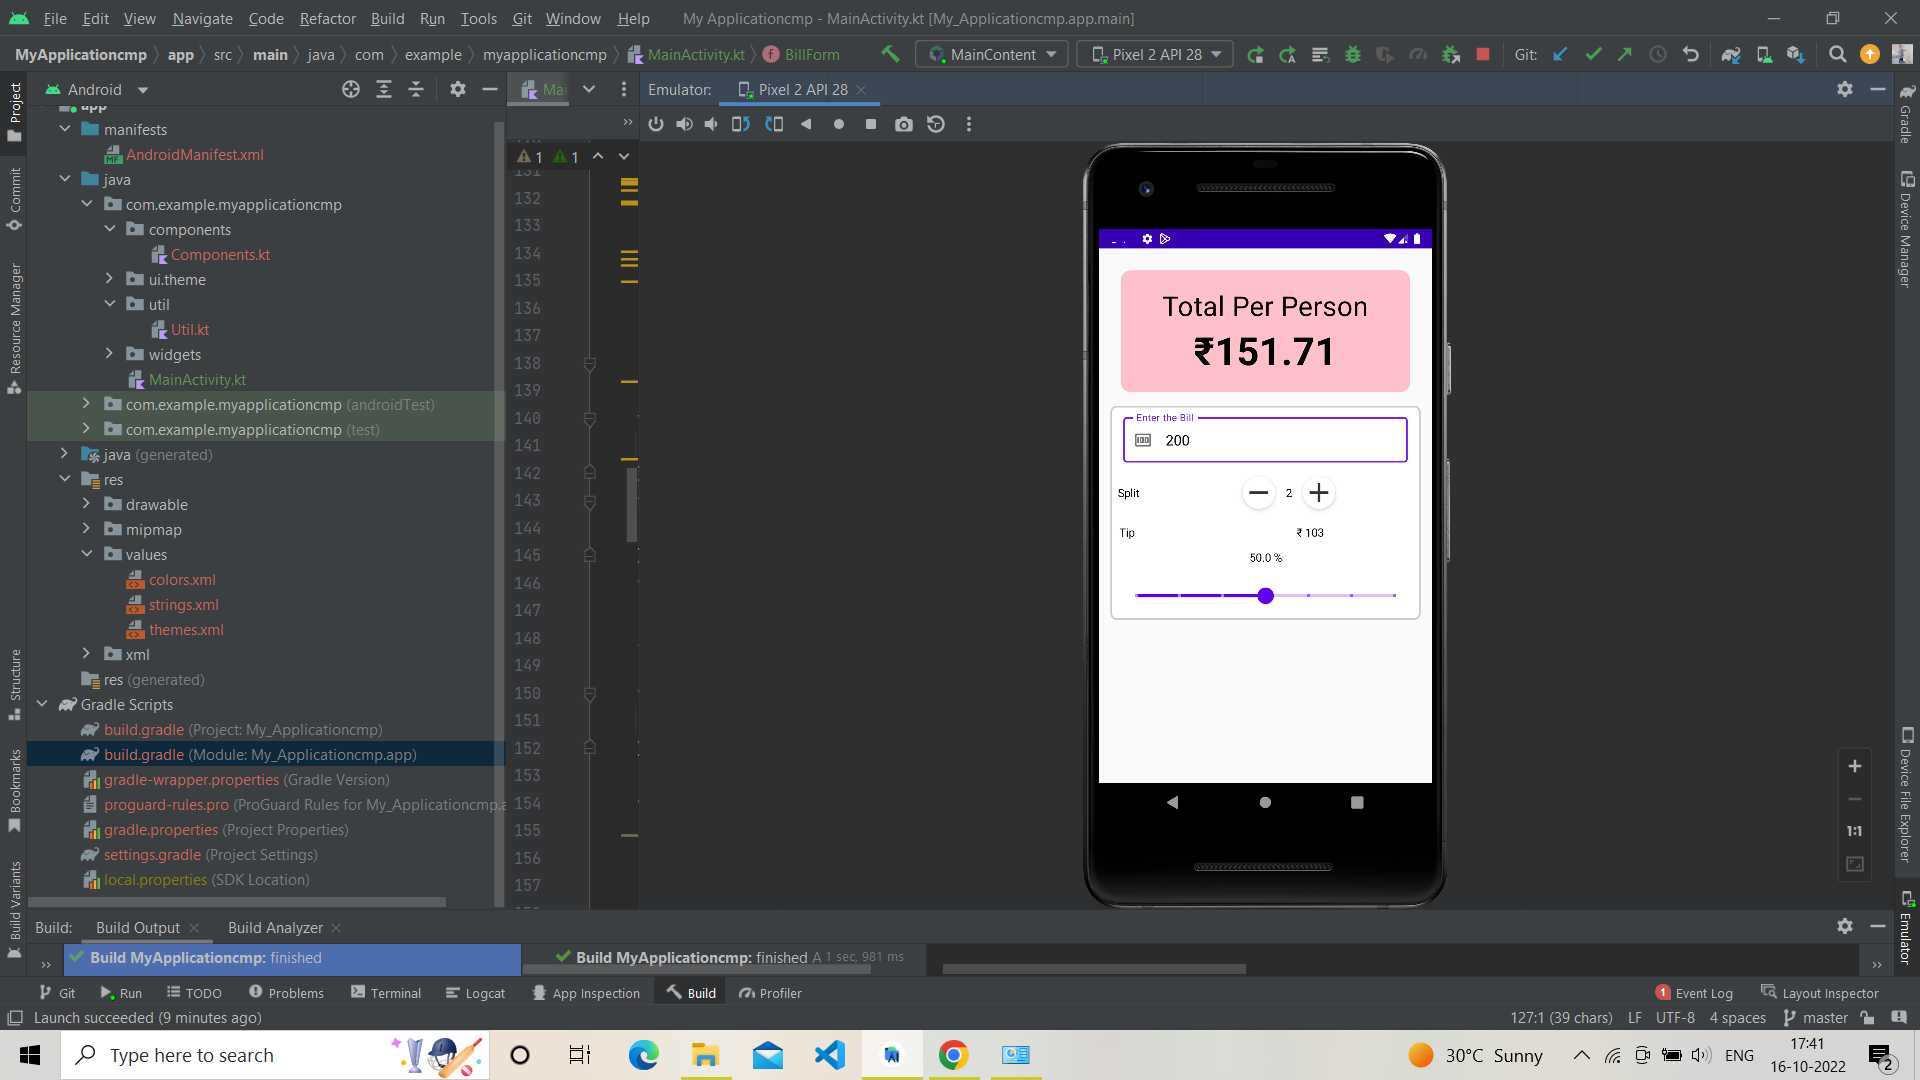 File Edit View Navigate Code Refactor Build Run Tools Git Window Help My Applicationcmp - MainActivity.kt [My_Applicationcmp.app.main]
MyApplicationcmp app src main java com example myapplicationcmp MainActivity.kt BillForm MainContent Pixel 2 API 28 Git:
Project
Commit
Resource Manager
Structure
Bookmarks
Build Variants
Android
app
manifests
AndroidManifest.xml
java
com.example.myapplicationcmp
components
Components.kt
ui.theme
util
Util.kt
widgets
MainActivity.kt
com.example.myapplicationcmp (androidTest)
com.example.myapplicationcmp (test)
java (generated)
res
drawable
mipmap
values
colors.xml
strings.xml
themes.xml
xml
res (generated)
Gradle Scripts
build.gradle (Project: My_Applicationcmp)
build.gradle (Module: My_Applicationcmp.app)
gradle-wrapper.properties (Gradle Version)
proguard-rules.pro (ProGuard Rules for My_Applicationcmp.a
gradle.properties (Project Properties)
settings.gradle (Project Settings)
local.properties (SDK Location)
Mai
1 1
131
132
133
134
135
136
137
138
139
140
141
142
143
144
145
146
147
148
149
150
151
152
153
154
155
156
157
Emulator: Pixel 2 API 28
Total Per Person
₹151.71
Enter the Bill
200
Split 2
Tip ₹ 103
50.0 %
1:1
Gradle
Device Manager
Device File Explorer
Emulator
Build: Build Output Build Analyzer
Build MyApplicationcmp: finished
Build MyApplicationcmp: finished A 1 sec, 981 ms
Git Run TODO Problems Terminal Logcat App Inspection Build Profiler 1 Event Log Layout Inspector
Launch succeeded (9 minutes ago) 127:1 (39 chars) LF UTF-8 4 spaces master
Type here to search 30°C Sunny ENG 17:41
16-10-2022 2